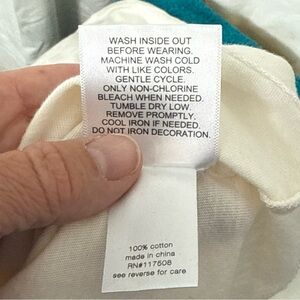 WASH INSIDE OUT
BEFORE WEARING.
MACHINE WASH COLD
WITH LIKE COLORS.
GENTLE CYCLE.
ONLY NON-CHLORINE
BLEACH WHEN NEEDED.
TUMBLE DRY LOW.
REMOVE PROMPTLY.
COOL IRON IF NEEDED.
DO NOT IRON DECORATION.
100% cotton
made in china
RN#117508
see reverse for care